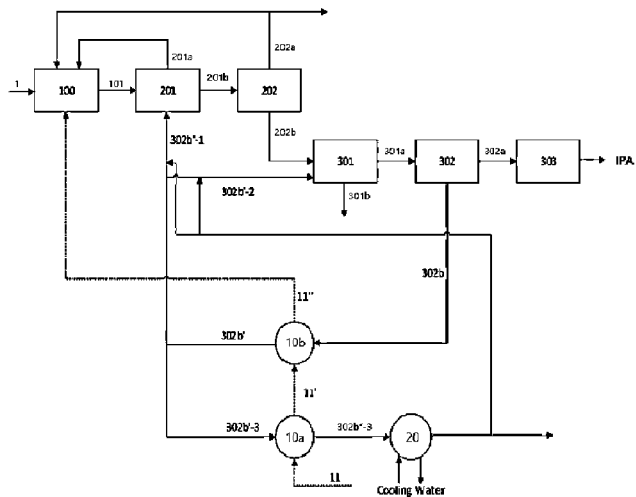 202a
201a
1
100
101
201
201b
202
302b'-1
202b
301
301a
302
302a
303
IPA
302b'-2
301b
302b
11''
302b'
10b
11'
302b'-3
10a
302b''-3
20
11
Cooling Water